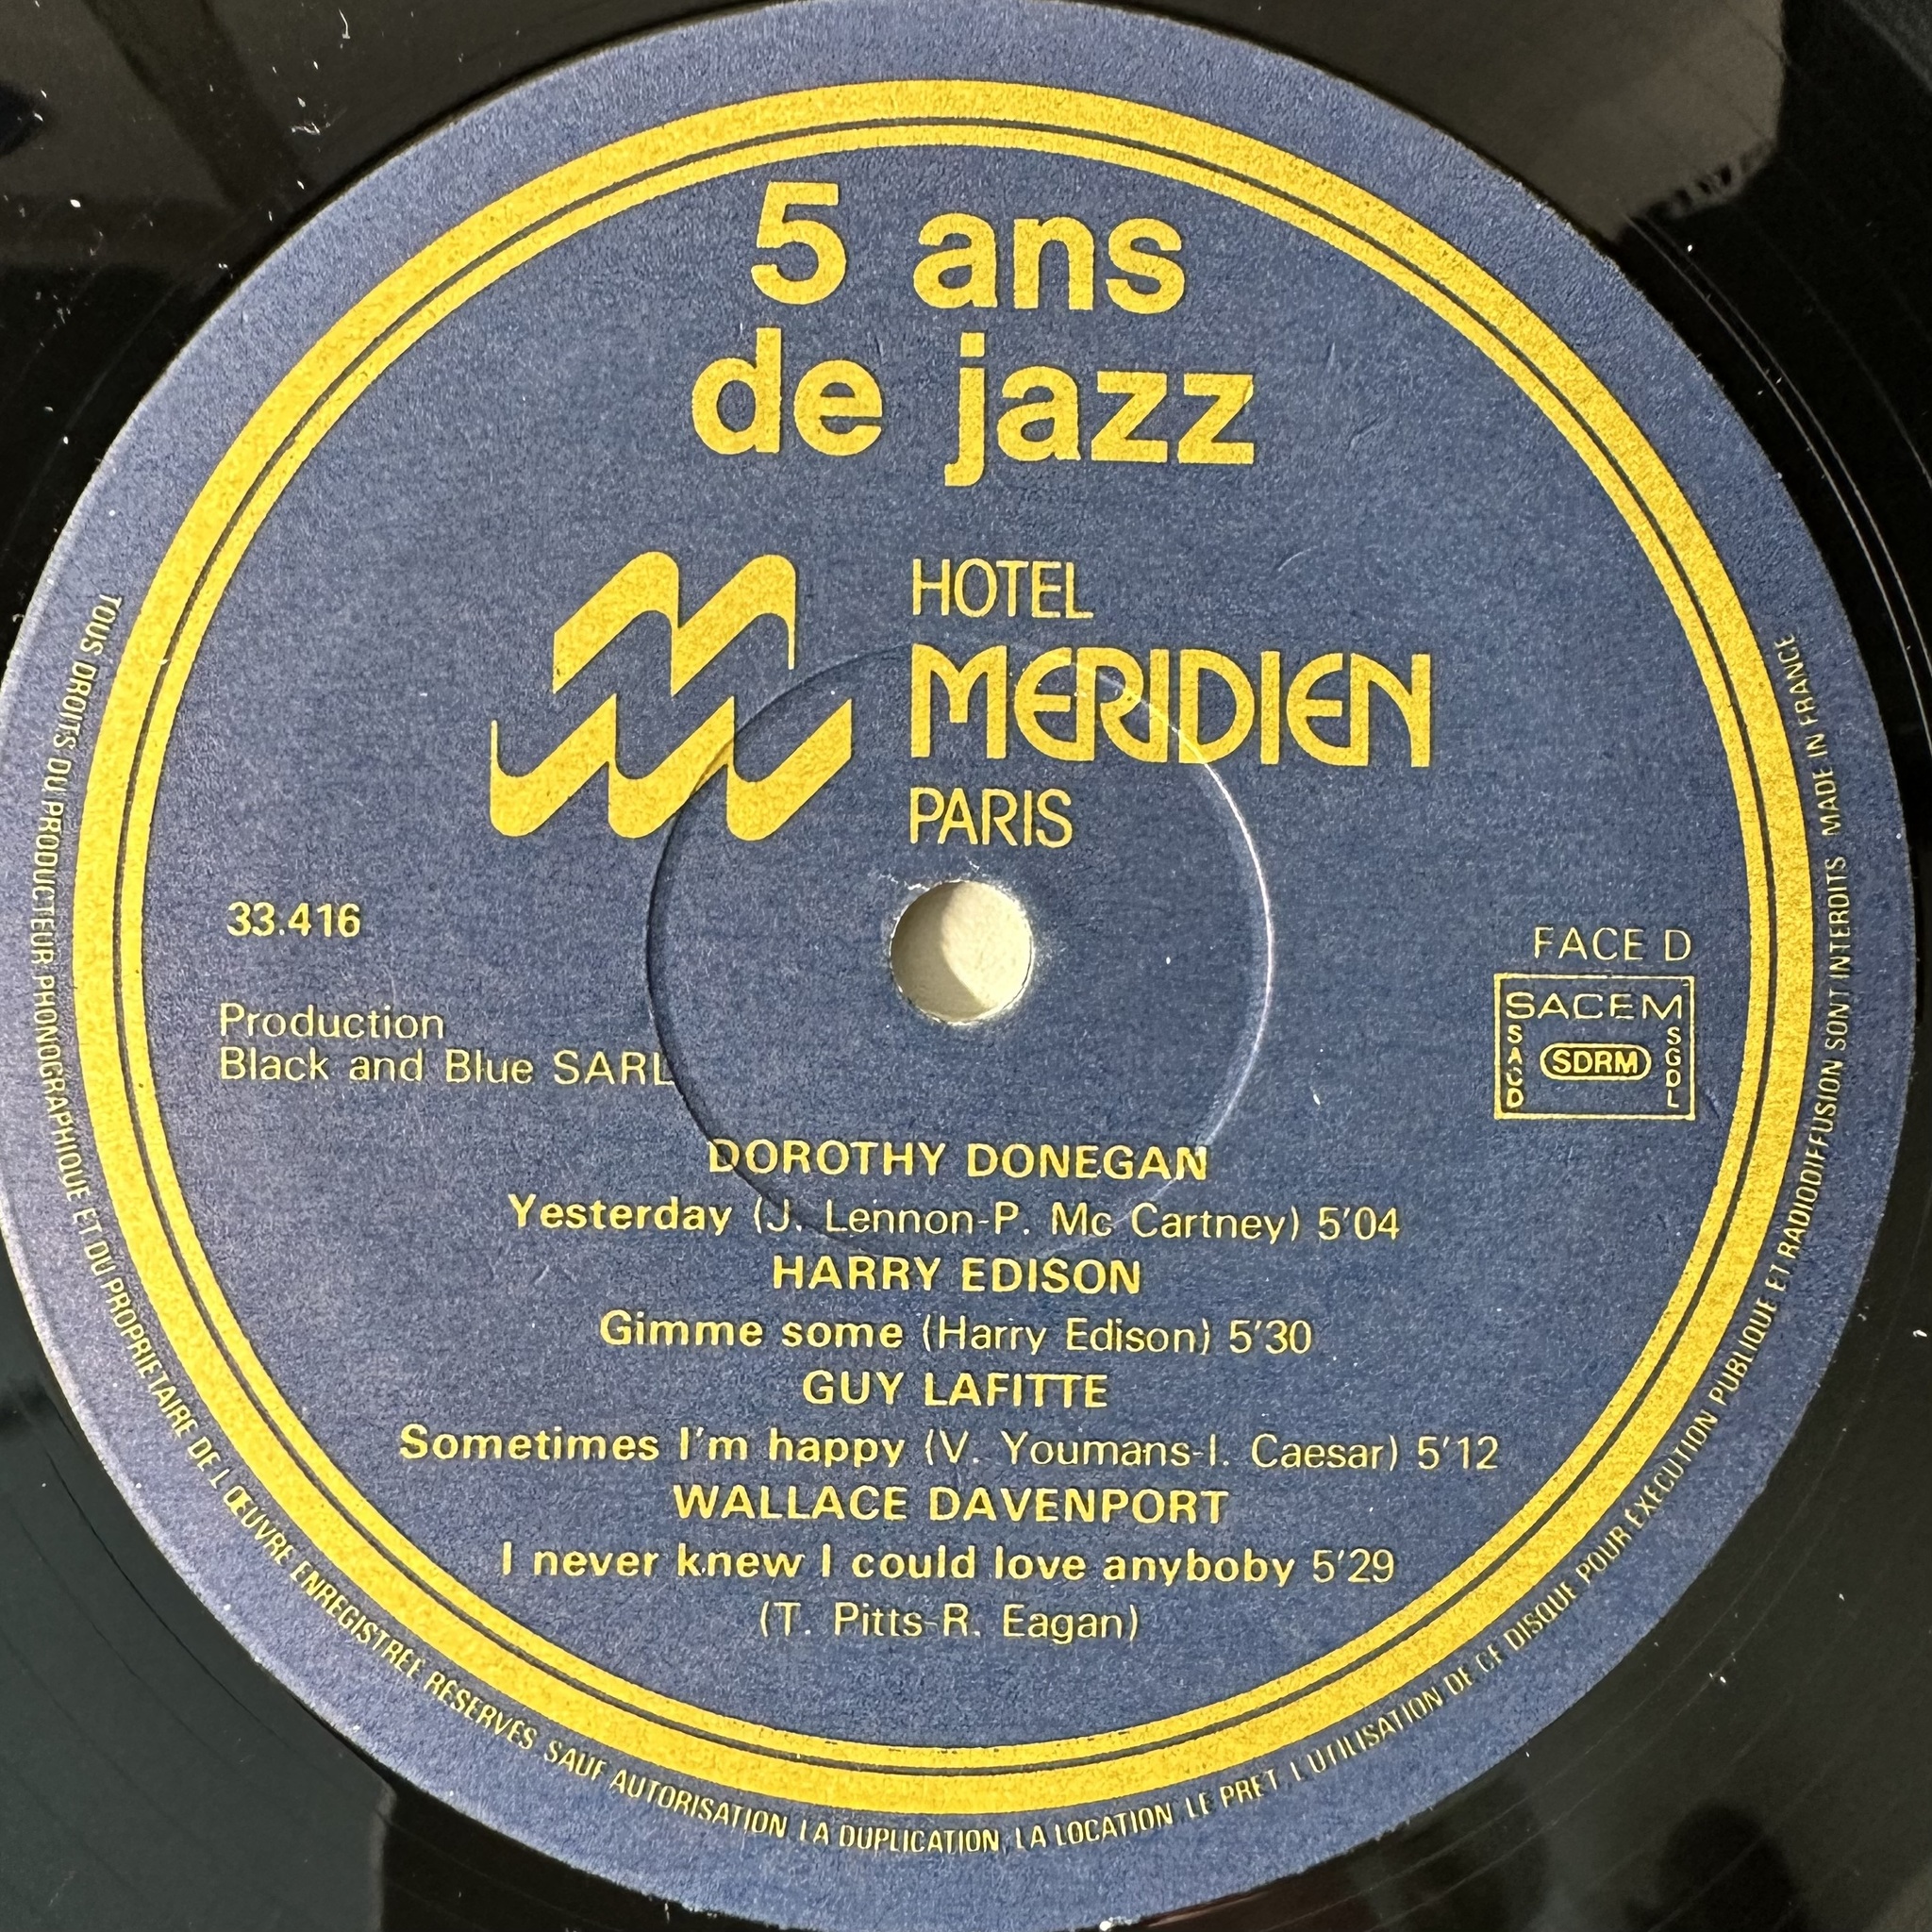 5 ans
de jazz
HOTEL
MERIDIEN
PARIS
33.416
Production
Black and Blue SARL
FACE D
SACEM
SACD
SDRM
SGDL
DOROTHY DONEGAN
Yesterday (J. Lennon-P. Mc Cartney) 5'04
HARRY EDISON
Gimme some (Harry Edison) 5'30
GUY LAFITTE
Sometimes I'm happy (V. Youmans-I. Caesar) 5'12
WALLACE DAVENPORT
I never knew I could love anyboby 5'29
(T. Pitts-R. Eagan)
TOUS DROITS DU PRODUCTEUR PHONOGRAPHIQUE ET DU PROPRIETAIRE DE L'ŒUVRE ENREGISTREE RESERVES SAUF AUTORISATION LA DUPLICATION, LA LOCATION LE PRET L'UTILISATION DE CE DISQUE POUR EXECUTION PUBLIQUE ET RADIODIFFUSION SONT INTERDITS MADE IN FRANCE